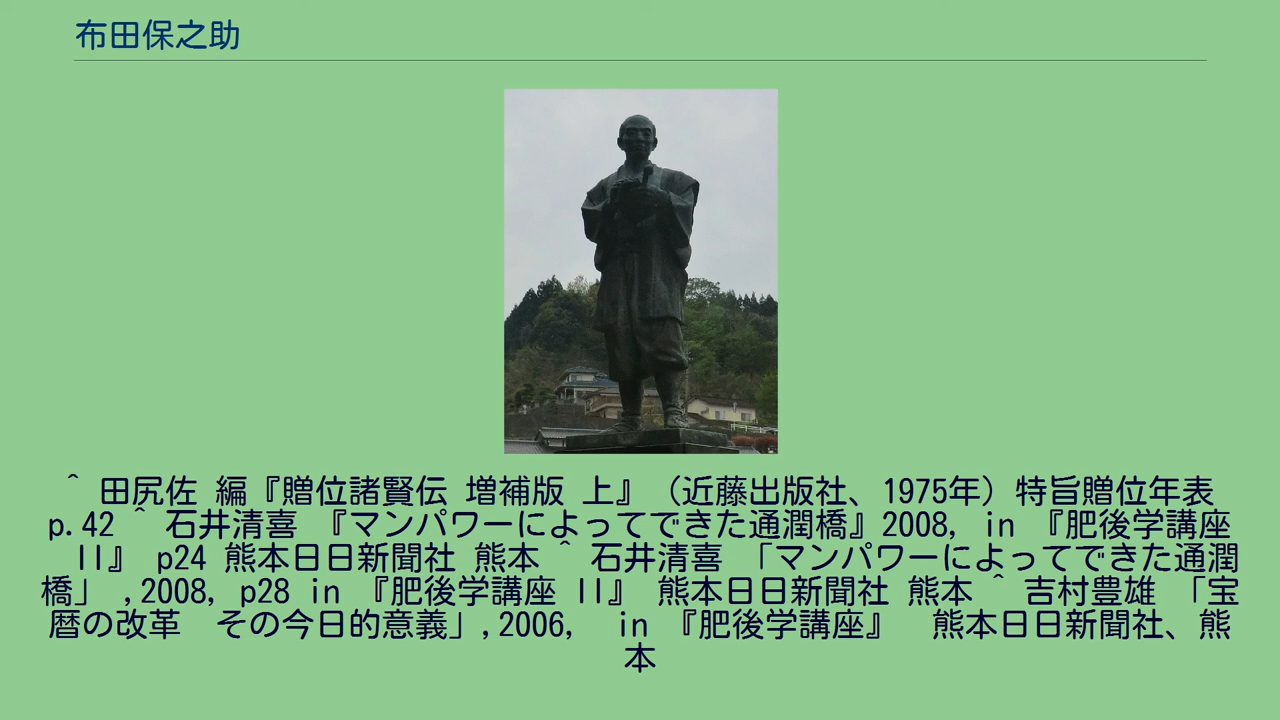 布田保之助
^ 田尻佐 編『贈位諸賢伝 増補版 上』（近藤出版社、1975年）特旨贈位年表
p.42 ^ 石井清喜 『マンパワーによってできた通潤橋』2008, in 『肥後学講座
II』 p24 熊本日日新聞社 熊本 ^ 石井清喜 「マンパワーによってできた通潤
橋」 ,2008, p28 in 『肥後学講座 II』 熊本日日新聞社 熊本 ^ 吉村豊雄 「宝
暦の改革　その今日的意義」,2006,　in 『肥後学講座』　熊本日日新聞社、熊
本